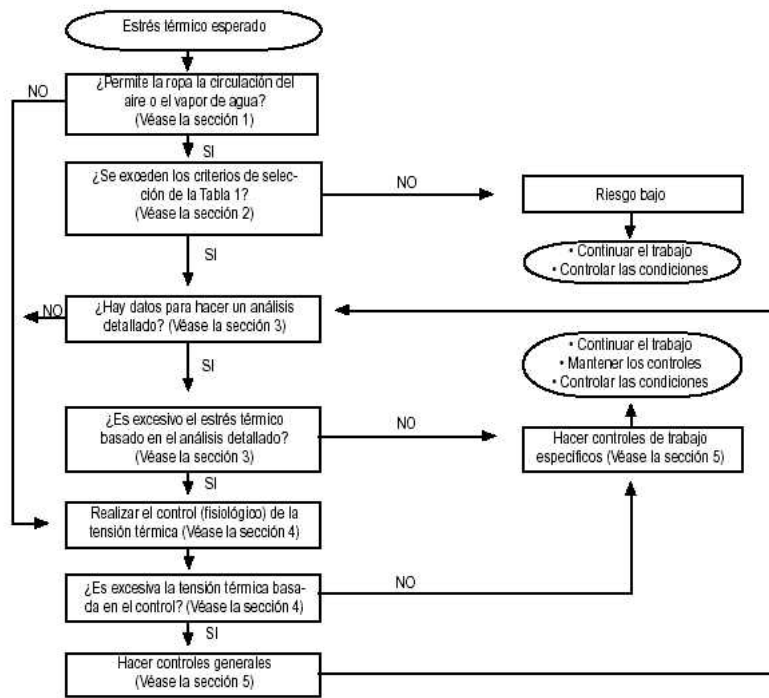 Estrés térmico esperado
¿Permite la ropa la circulación del
aire o el vapor de agua?
(Véase la sección 1)
NO
SI
¿Se exceden los criterios de selec-
ción de la Tabla 1?
(Véase la sección 2)
NO
Riesgo bajo
SI
• Continuar el trabajo
• Controlar las condiciones
¿Hay datos para hacer un análisis
detallado? (Véase la sección 3)
NO
SI
• Continuar el trabajo
• Mantener los controles
• Controlar las condiciones
¿Es excesivo el estrés térmico
basado en el análisis detallado?
(Véase la sección 3)
NO
Hacer controles de trabajo
específicos (Véase la sección 5)
SI
Realizar el control (fisiológico) de la
tensión térmica (Véase la sección 4)
¿Es excesiva la tensión térmica basa-
da en el control? (Véase la sección 4)
NO
SI
Hacer controles generales
(Véase la sección 5)